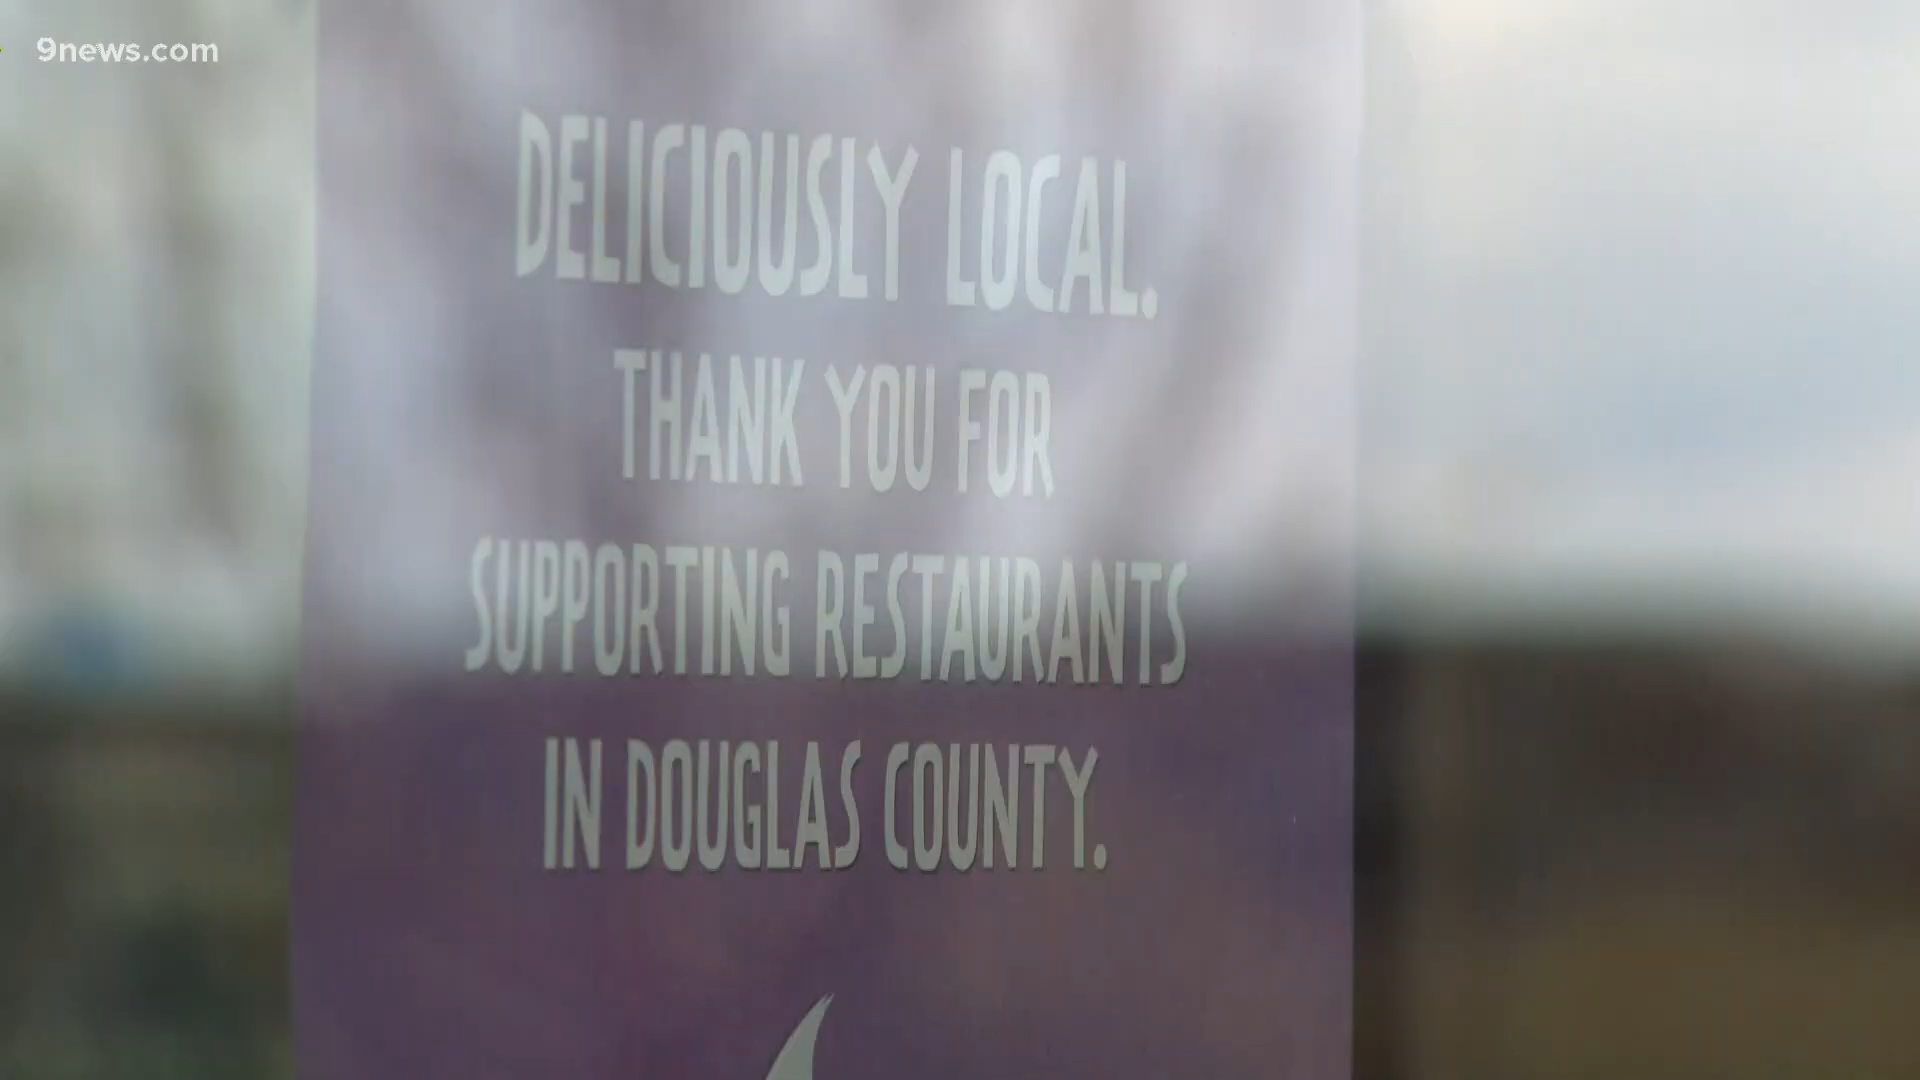 9news.com
DELICIOUSLY LOCAL.
THANK YOU FOR
SUPPORTING RESTAURANTS
IN DOUGLAS COUNTY.